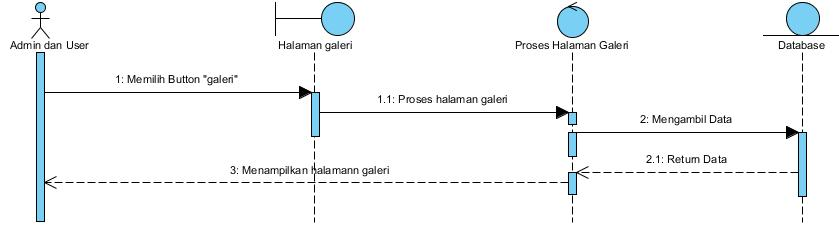 Admin dan User
Halaman galeri
Proses Halaman Galeri
Database
1: Memilih Button "galeri"
1.1: Proses halaman galeri
2: Mengambil Data
2.1: Return Data
3: Menampilkan halamann galeri